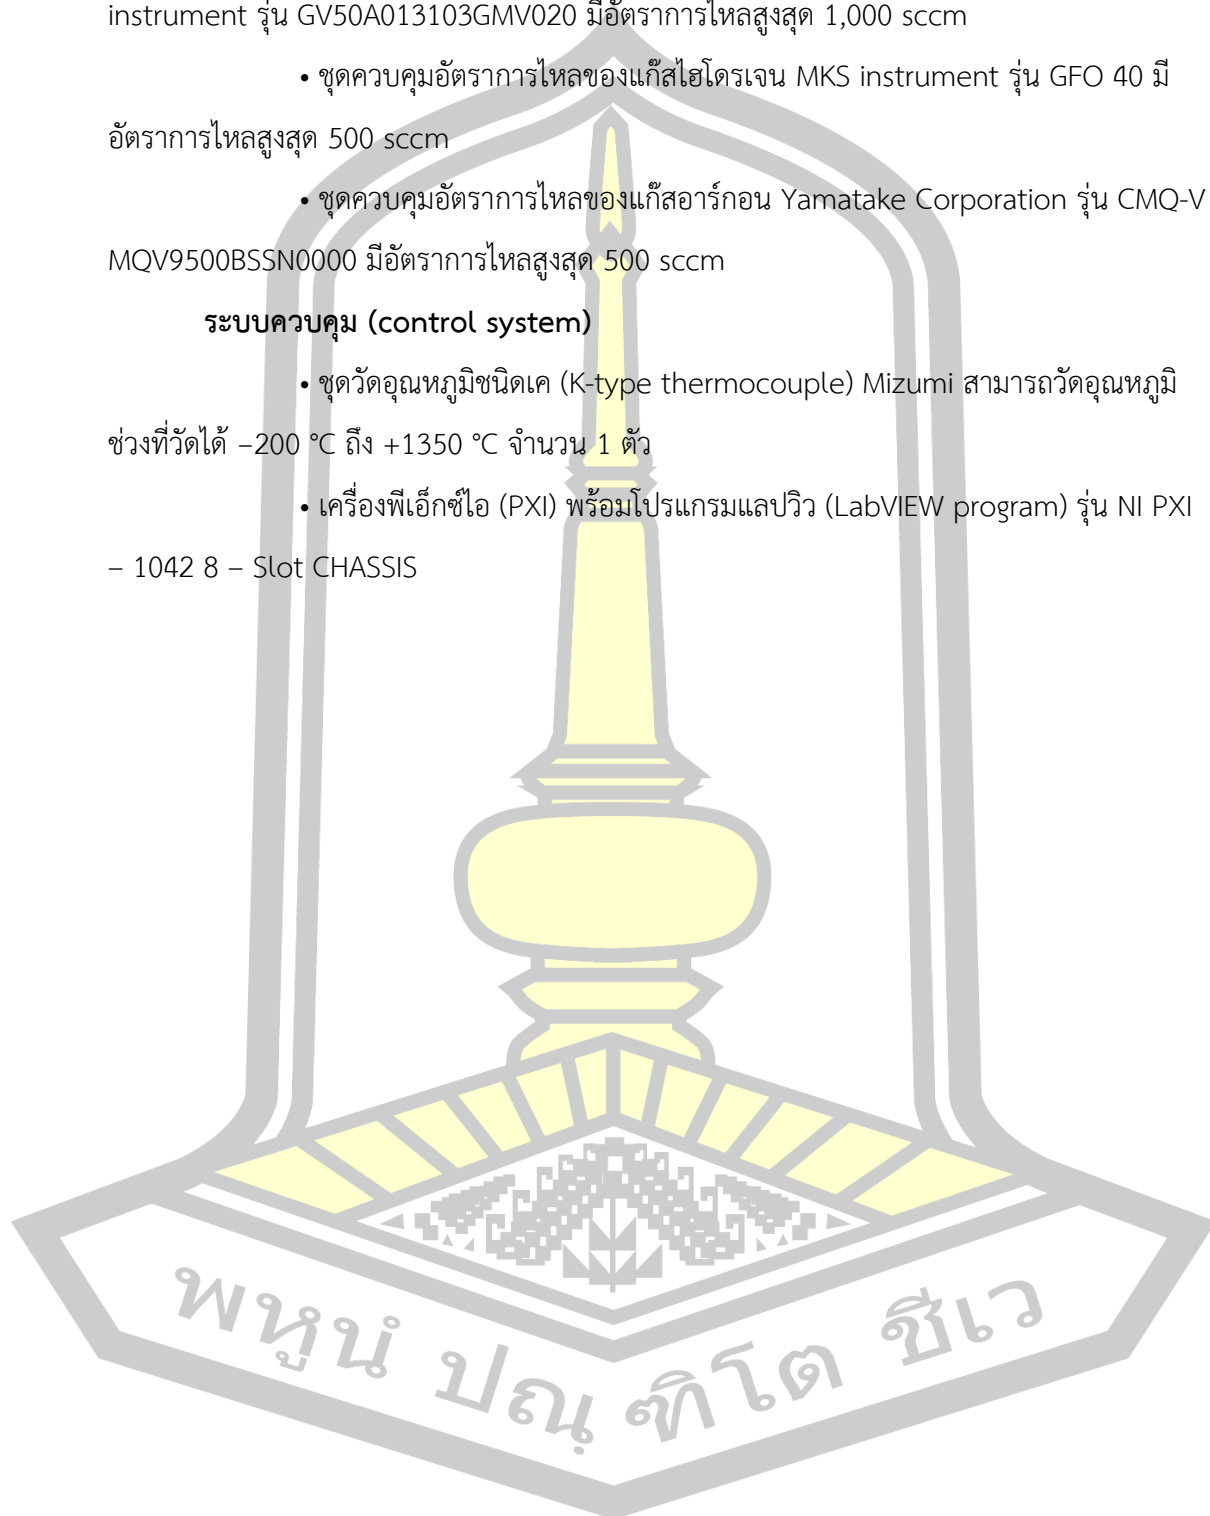 instrument รุ่น GV50A013103GMV020 มีอัตราการไหลสูงสุด 1,000 sccm
• ชุดควบคุมอัตราการไหลของแก๊สไฮโดรเจน MKS instrument รุ่น GFO 40 มี
อัตราการไหลสูงสุด 500 sccm
• ชุดควบคุมอัตราการไหลของแก๊สอาร์กอน Yamatake Corporation รุ่น CMQ-V
MQV9500BSSN0000 มีอัตราการไหลสูงสุด 500 sccm
ระบบควบคุม (control system)
• ชุดวัดอุณหภูมิชนิดเค (K-type thermocouple) Mizumi สามารถวัดอุณหภูมิ
ช่วงที่วัดได้ –200 °C ถึง +1350 °C จำนวน 1 ตัว
• เครื่องพีเอ็กซ์ไอ (PXI) พร้อมโปรแกรมแลปวิว (LabVIEW program) รุ่น NI PXI
– 1042 8 – Slot CHASSIS
พหูนํ ปณฺฑิโต ชีเว